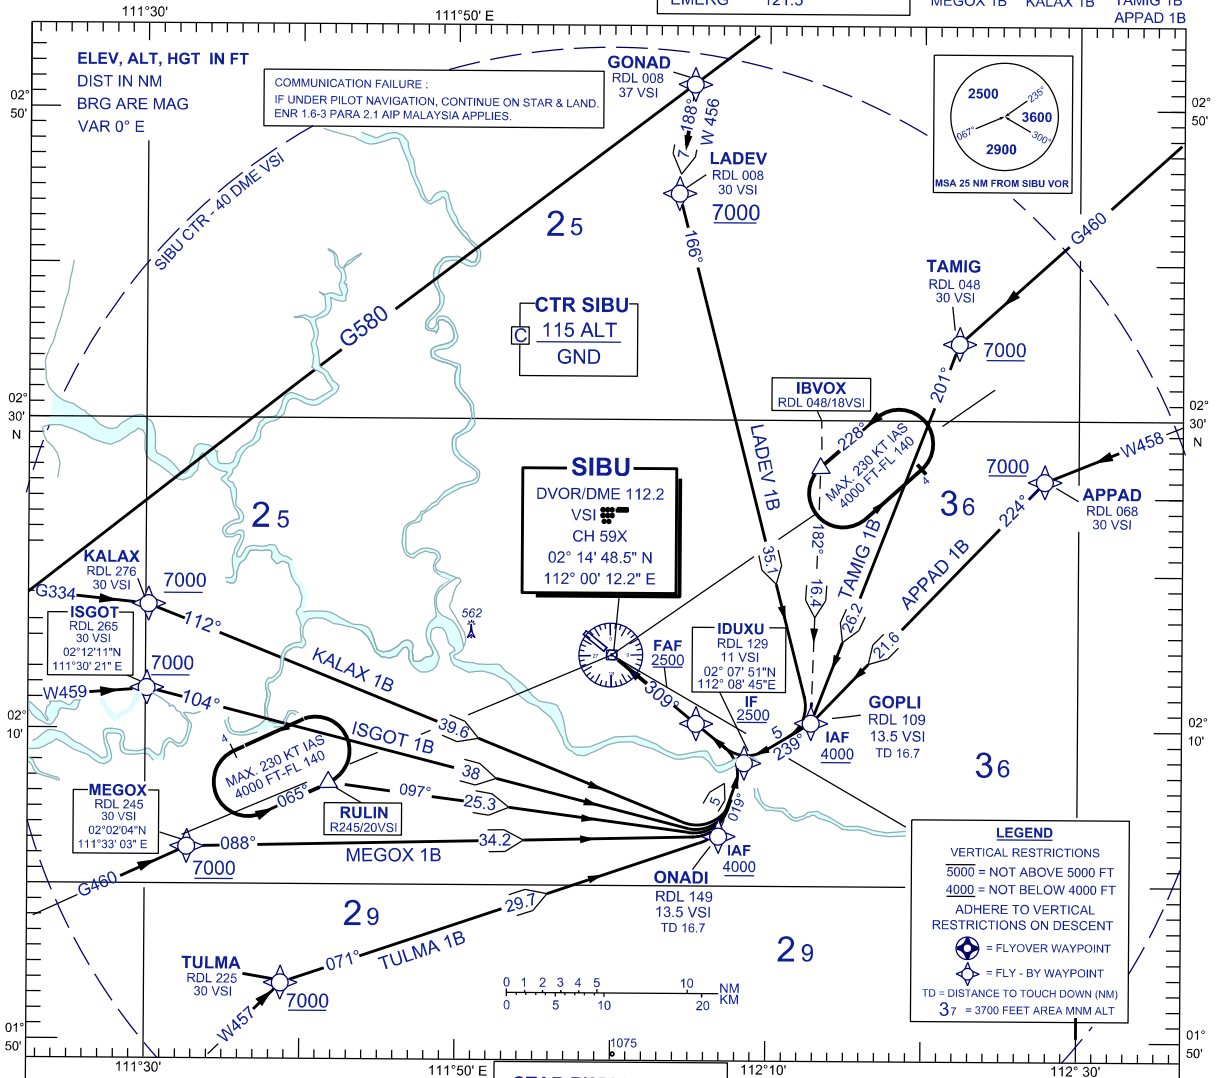 EMERG 121.5
MEGOX 1B KALAX 1B TAMIG 1B
APPAD 1B
111°30'
111°50' E
ELEV, ALT, HGT IN FT
DIST IN NM
BRG ARE MAG
VAR 0° E
COMMUNICATION FAILURE :
IF UNDER PILOT NAVIGATION, CONTINUE ON STAR & LAND.
ENR 1.6-3 PARA 2.1 AIP MALAYSIA APPLIES.
GONAD
RDL 008
37 VSI
188°
W 456
7
LADEV
RDL 008
30 VSI
7000
166°
2500
235°
3600
067°
300°
2900
MSA 25 NM FROM SIBU VOR
02°
50'
02°
50'
SIBU CTR - 40 DME VSI
25
G460
TAMIG
RDL 048
30 VSI
7000
201°
CTR SIBU
C
115 ALT
GND
G580
IBVOX
RDL 048/18VSI
228°
MAX. 230 KT IAS
4000 FT-FL 140
4
02°
30'
N
02°
30'
N
W458
7000
APPAD
RDL 068
30 VSI
224°
36
LADEV 1B
35.1
182°
16.4
TAMIG 1B
26.2
APPAD 1B
21.6
SIBU
DVOR/DME 112.2
VSI
CH 59X
02° 14' 48.5" N
112° 00' 12.2" E
25
KALAX
RDL 276
30 VSI
7000
G334
112°
ISGOT
RDL 265
30 VSI
02°12'11"N
111°30' 21" E
7000
W459
104°
562
KALAX 1B
39.6
ISGOT 1B
38
FAF
2500
309°
IDUXU
RDL 129
11 VSI
02° 07' 51"N
112° 08' 45"E
IF
2500
GOPLI
RDL 109
13.5 VSI
TD 16.7
IAF
4000
5
239°
02°
10'
02°
10'
36
4
MAX. 230 KT IAS
4000 FT-FL 140
065°
097°
25.3
RULIN
R245/20VSI
MEGOX
RDL 245
30 VSI
02°02'04"N
111°33' 03" E
088°
7000
G460
MEGOX 1B
34.2
5
019°
IAF
4000
ONADI
RDL 149
13.5 VSI
TD 16.7
29
29.7
TULMA 1B
071°
TULMA
RDL 225
30 VSI
7000
W457
29
0 1 2 3 4 5 10 NM
0 5 10 20 KM
LEGEND
VERTICAL RESTRICTIONS
5000 = NOT ABOVE 5000 FT
4000 = NOT BELOW 4000 FT
ADHERE TO VERTICAL
RESTRICTIONS ON DESCENT
= FLYOVER WAYPOINT
= FLY - BY WAYPOINT
TD = DISTANCE TO TOUCH DOWN (NM)
37 = 3700 FEET AREA MNM ALT
01°
50'
01°
50'
1075
111°30'
111°50' E
112°10'
112°30'